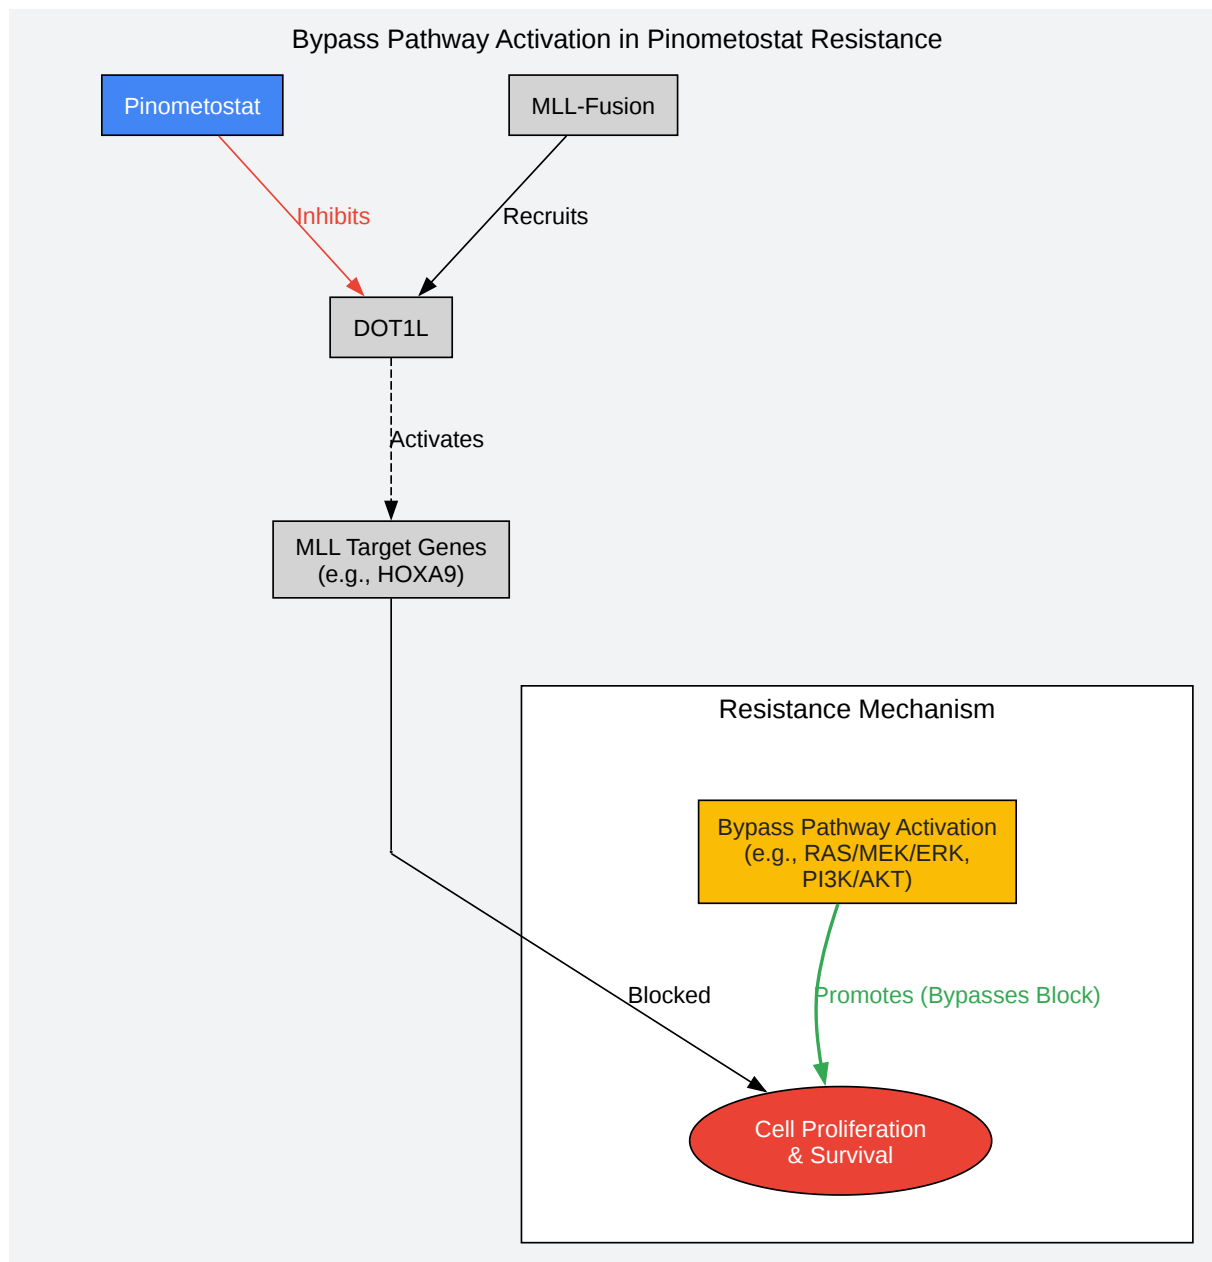 Bypass Pathway Activation in Pinometostat Resistance
Pinometostat
MLL-Fusion
Inhibits
Recruits
DOT1L
Activates
MLL Target Genes
(e.g., HOXA9)
Resistance Mechanism
Bypass Pathway Activation
(e.g., RAS/MEK/ERK,
PI3K/AKT)
Blocked
Promotes (Bypasses Block)
Cell Proliferation
& Survival